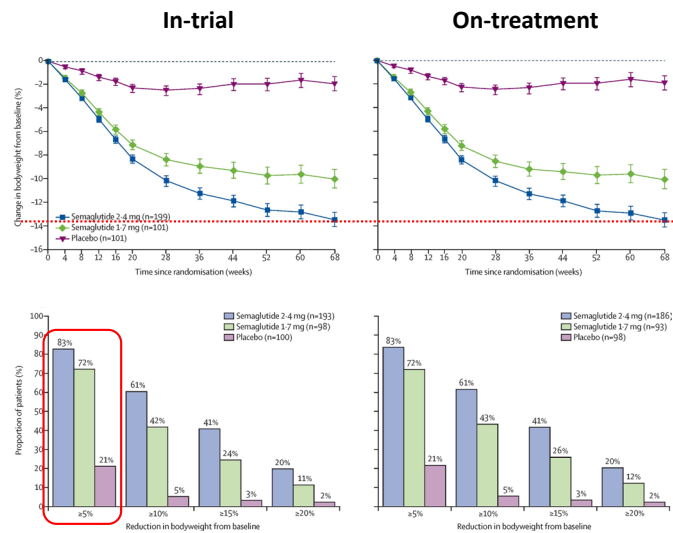 In-trial
On-treatment
Change in bodyweight from baseline (%)
0
−2
−4
−6
−8
−10
−12
−14
−16
Semaglutide 2·4 mg (n=199)
Semaglutide 1·7 mg (n=101)
Placebo (n=101)
0 4 8 12 16 20 28 36 44 52 60 68
Time since randomisation (weeks)
0 4 8 12 16 20 28 36 44 52 60 68
Time since randomisation (weeks)
Proportion of patients (%)
100
90
80
70
60
50
40
30
20
10
0
Semaglutide 2·4 mg (n=193)
Semaglutide 1·7 mg (n=98)
Placebo (n=100)
83% 72% 21%
61% 42% 5%
41% 24% 3%
20% 11% 2%
≥5% ≥10% ≥15% ≥20%
Reduction in bodyweight from baseline
Semaglutide 2·4 mg (n=186)
Semaglutide 1·7 mg (n=93)
Placebo (n=98)
83% 72% 21%
61% 43% 5%
41% 26% 3%
20% 12% 2%
≥5% ≥10% ≥15% ≥20%
Reduction in bodyweight from baseline